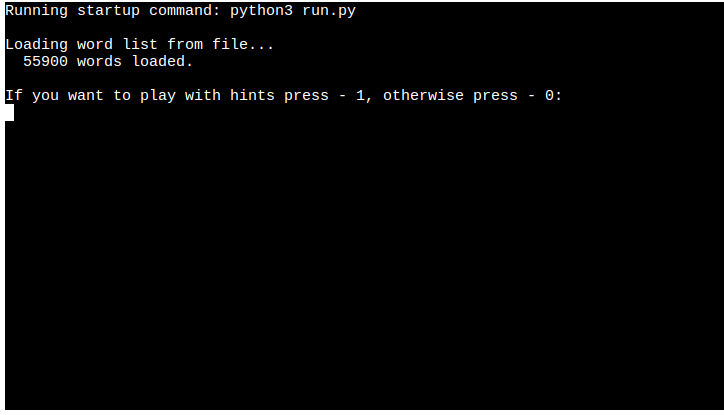 Running startup command: python3 run.py
Loading word list from file...
55900 words loaded.
If you want to play with hints press - 1, otherwise press - 0: